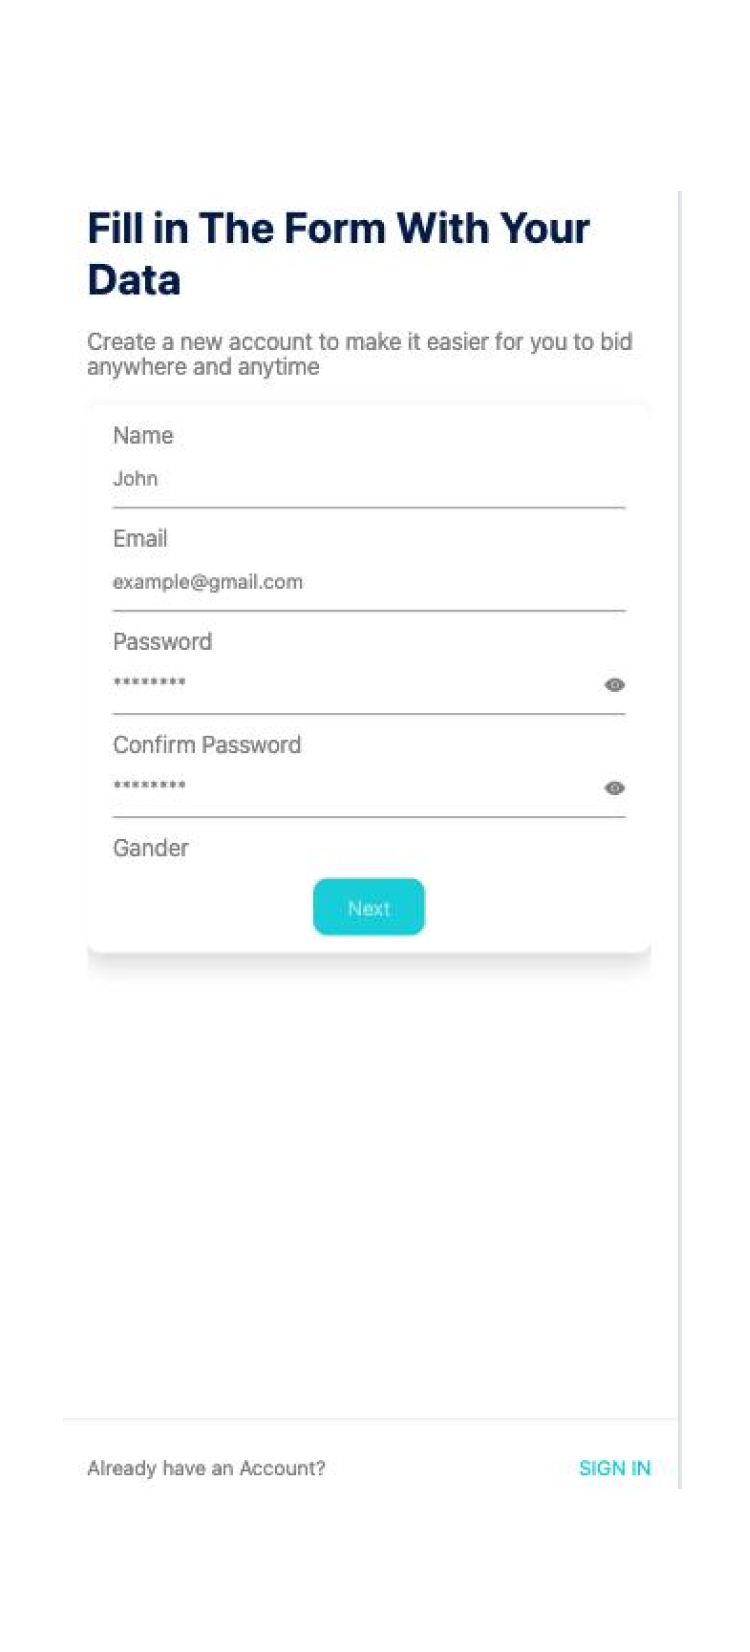 Fill in The Form With Your
Data
Create a new account to make it easier for you to bid
anywhere and anytime
Name
John
Email
example@gmail.com
Password
********
Confirm Password
********
Gander
Next
Already have an Account? SIGN IN